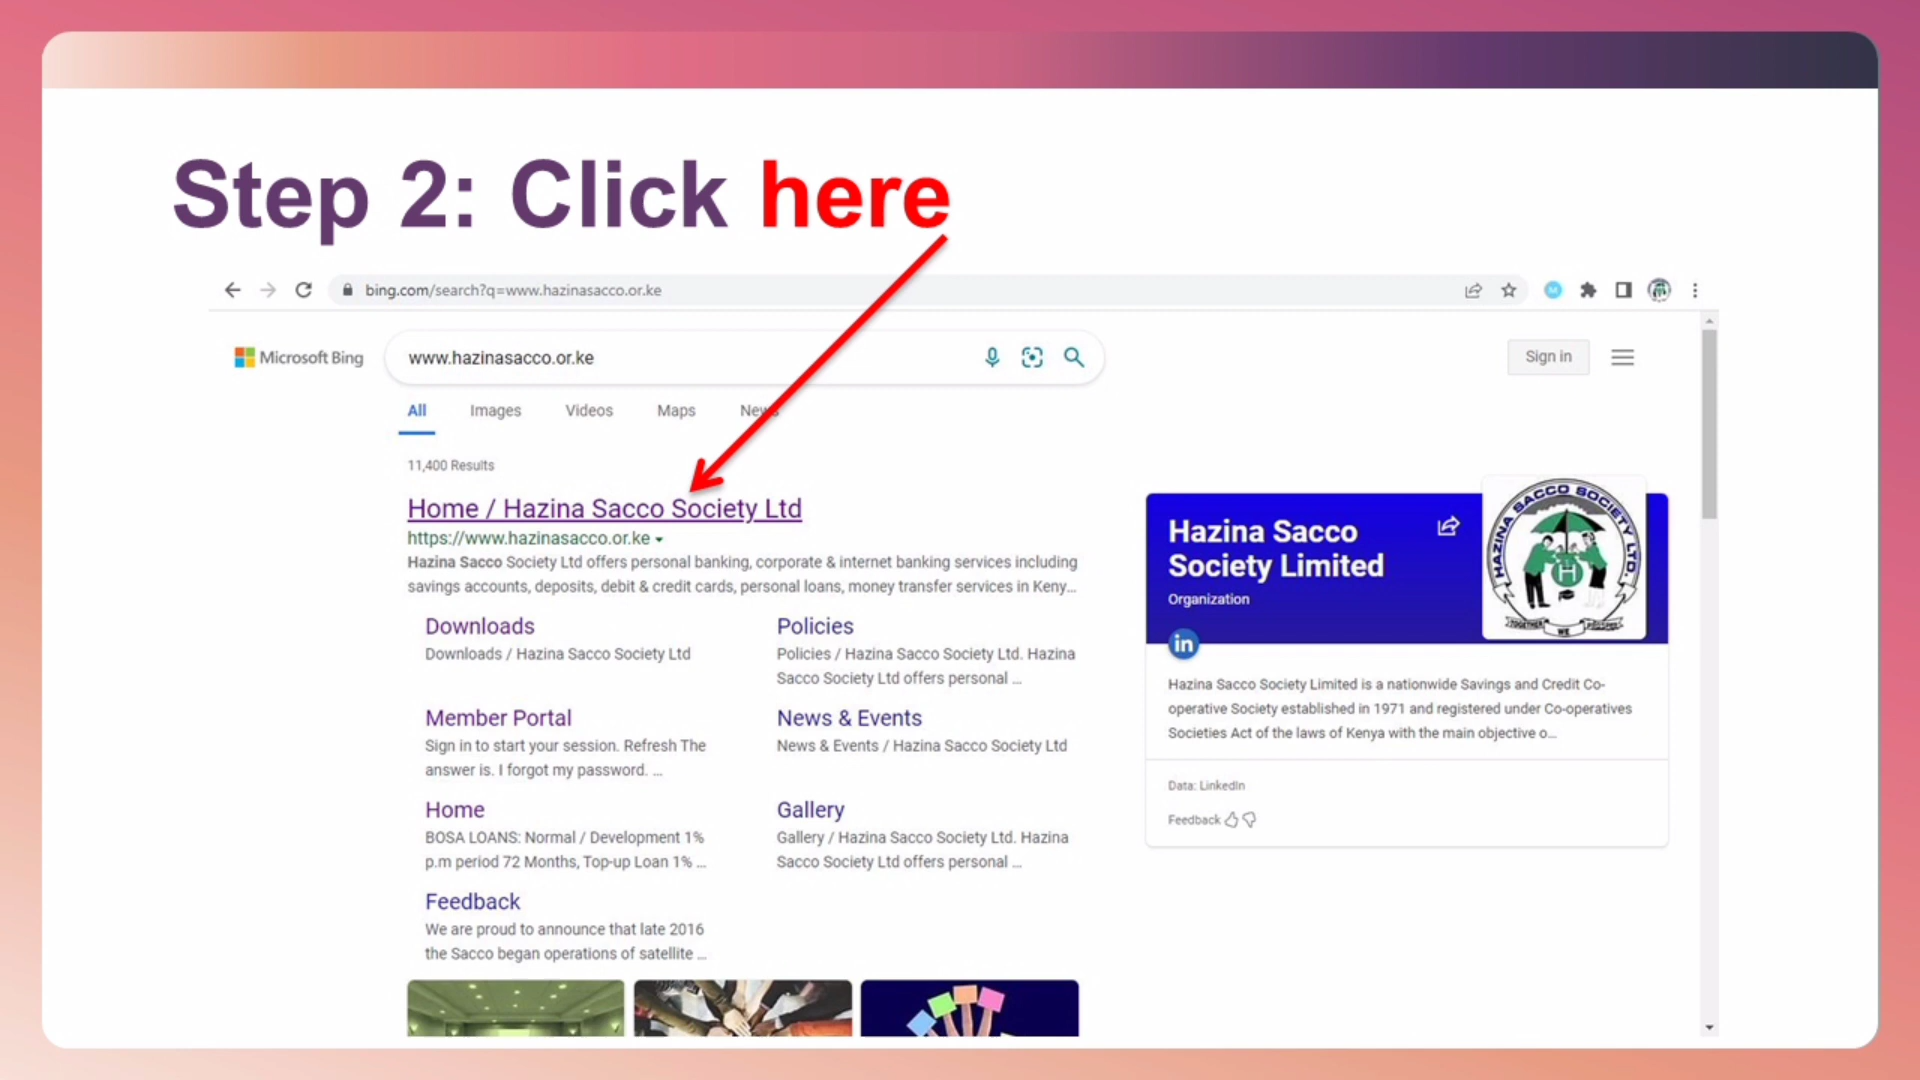 Step 2: Click here
bing.com/search?q=www.hazinasacco.or.ke
Microsoft Bing
www.hazinasacco.or.ke
Sign in
All Images Videos Maps News
11,400 Results
Home / Hazina Sacco Society Ltd
https://www.hazinasacco.or.ke
Hazina Sacco Society Ltd offers personal banking, corporate & internet banking services including
savings accounts, deposits, debit & credit cards, personal loans, money transfer services in Keny...
Downloads
Downloads / Hazina Sacco Society Ltd
Policies
Policies / Hazina Sacco Society Ltd. Hazina
Sacco Society Ltd offers personal ...
Member Portal
Sign in to start your session. Refresh The
answer is. I forgot my password. ...
News & Events
News & Events / Hazina Sacco Society Ltd
Home
BOSA LOANS: Normal / Development 1%
p.m period 72 Months, Top-up Loan 1% ...
Gallery
Gallery / Hazina Sacco Society Ltd. Hazina
Sacco Society Ltd offers personal ...
Feedback
We are proud to announce that late 2016
the Sacco began operations of satellite ...
Hazina Sacco
Society Limited
Organization
HAZINA SACCO SOCIETY LTD.
H
TOGETHER WE PROSPER
in
Hazina Sacco Society Limited is a nationwide Savings and Credit Co-
operative Society established in 1971 and registered under Co-operatives
Societies Act of the laws of Kenya with the main objective o...
Data: LinkedIn
Feedback